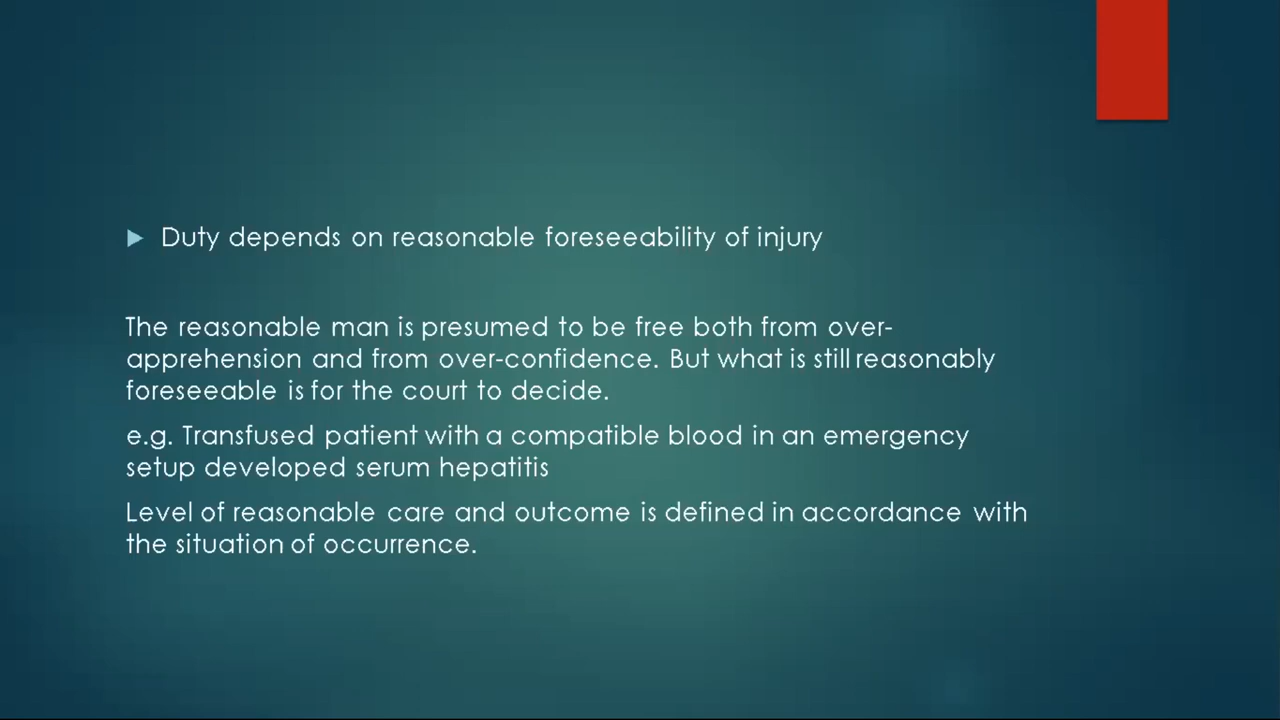 Duty depends on reasonable foreseeability of injury
The reasonable man is presumed to be free both from over-
apprehension and from over-confidence. But what is still reasonably
foreseeable is for the court to decide.
e.g. Transfused patient with a compatible blood in an emergency
setup developed serum hepatitis
Level of reasonable care and outcome is defined in accordance with
the situation of occurrence.